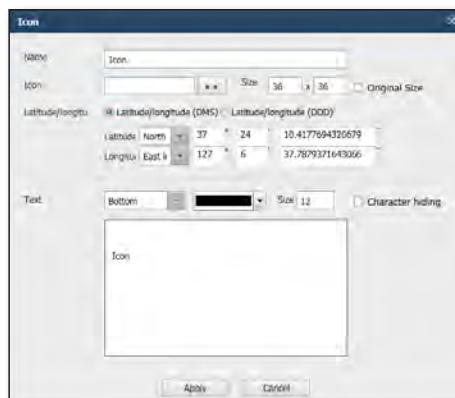 Icon
Name Icon
Icon .. Size 36 x 36 Original Size
Latitude/longitu Latitude/longitude (DMS) Latitude/longitude (DDD)
Latitude North 37 ° 24 ' 10.4177694320679
Longitu East l 127 ° 6 ' 37.7879371643066
Text Bottom Size 12 Character hiding
Icon
Apply Cancel